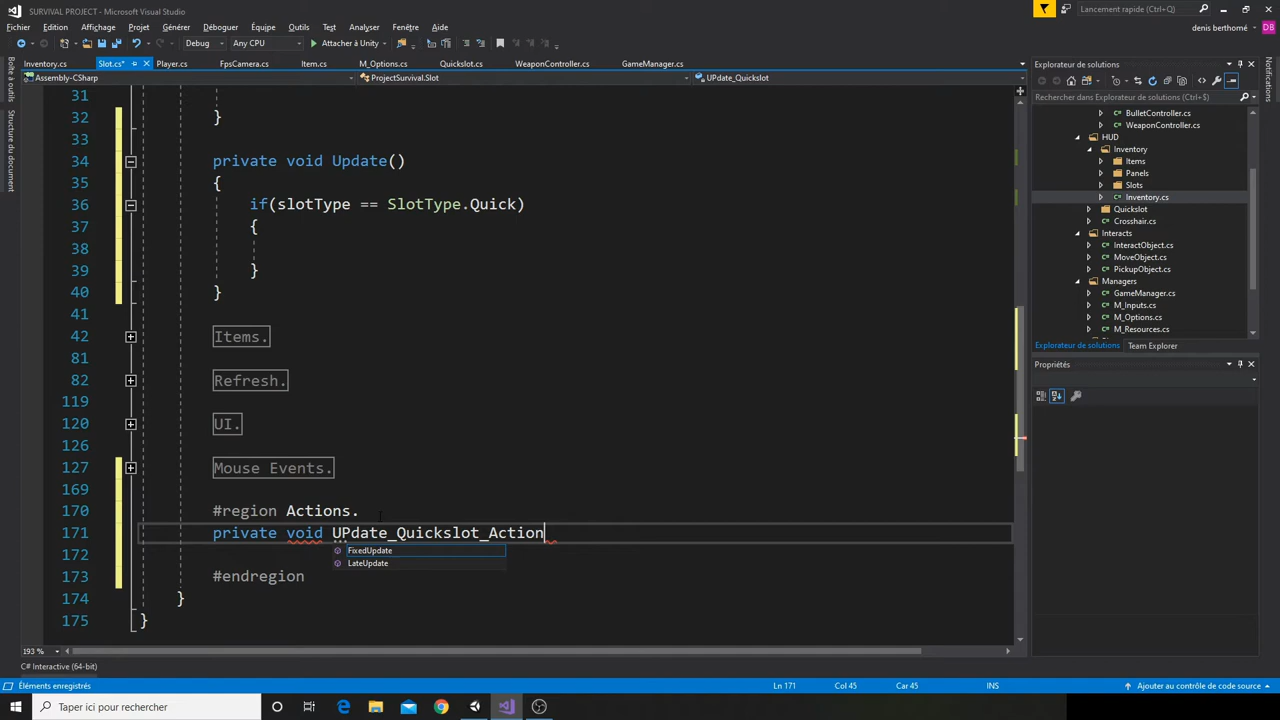 SURVIVAL PROJECT - Microsoft Visual Studio
Lancement rapide (Ctrl+Q)
Fichier Edition Affichage Projet Générer Déboguer Équipe Outils Test Analyser Fenêtre Aide
denis berthomé DB
Debug Any CPU Attacher à Unity
Boîte à outils
Structure du document
Inventory.cs Slot.cs* Player.cs FpsCamera.cs Item.cs M_Options.cs Quickslot.cs WeaponController.cs GameManager.cs
Assembly-CSharp ProjectSurvival.Slot UPdate_Quickslot
31
32 }
33
34 private void Update()
35 {
36 if(slotType == SlotType.Quick)
37 {
38
39 }
40 }
41
42 Items.
81
82 Refresh.
119
120 UI.
126
127 Mouse Events.
169
170 #region Actions.
171 private void UPdate_Quickslot_Action
FixedUpdate
172
LateUpdate
173 #endregion
174 }
175 }
193 %
Explorateur de solutions
Rechercher dans Explorateur de solutions (Ctrl+$)
BulletController.cs
WeaponController.cs
HUD
Inventory
Items
Panels
Slots
Inventory.cs
Quickslot
Crosshair.cs
Interacts
InteractObject.cs
MoveObject.cs
PickupObject.cs
Managers
GameManager.cs
M_Inputs.cs
M_Options.cs
M_Resources.cs
Explorateur de solutions Team Explorer
Propriétés
Notifications
C# Interactive (64-bit)
Éléments enregistrés Ln 171 Col 45 Car 45 INS Ajouter au contrôle de code source
Taper ici pour rechercher